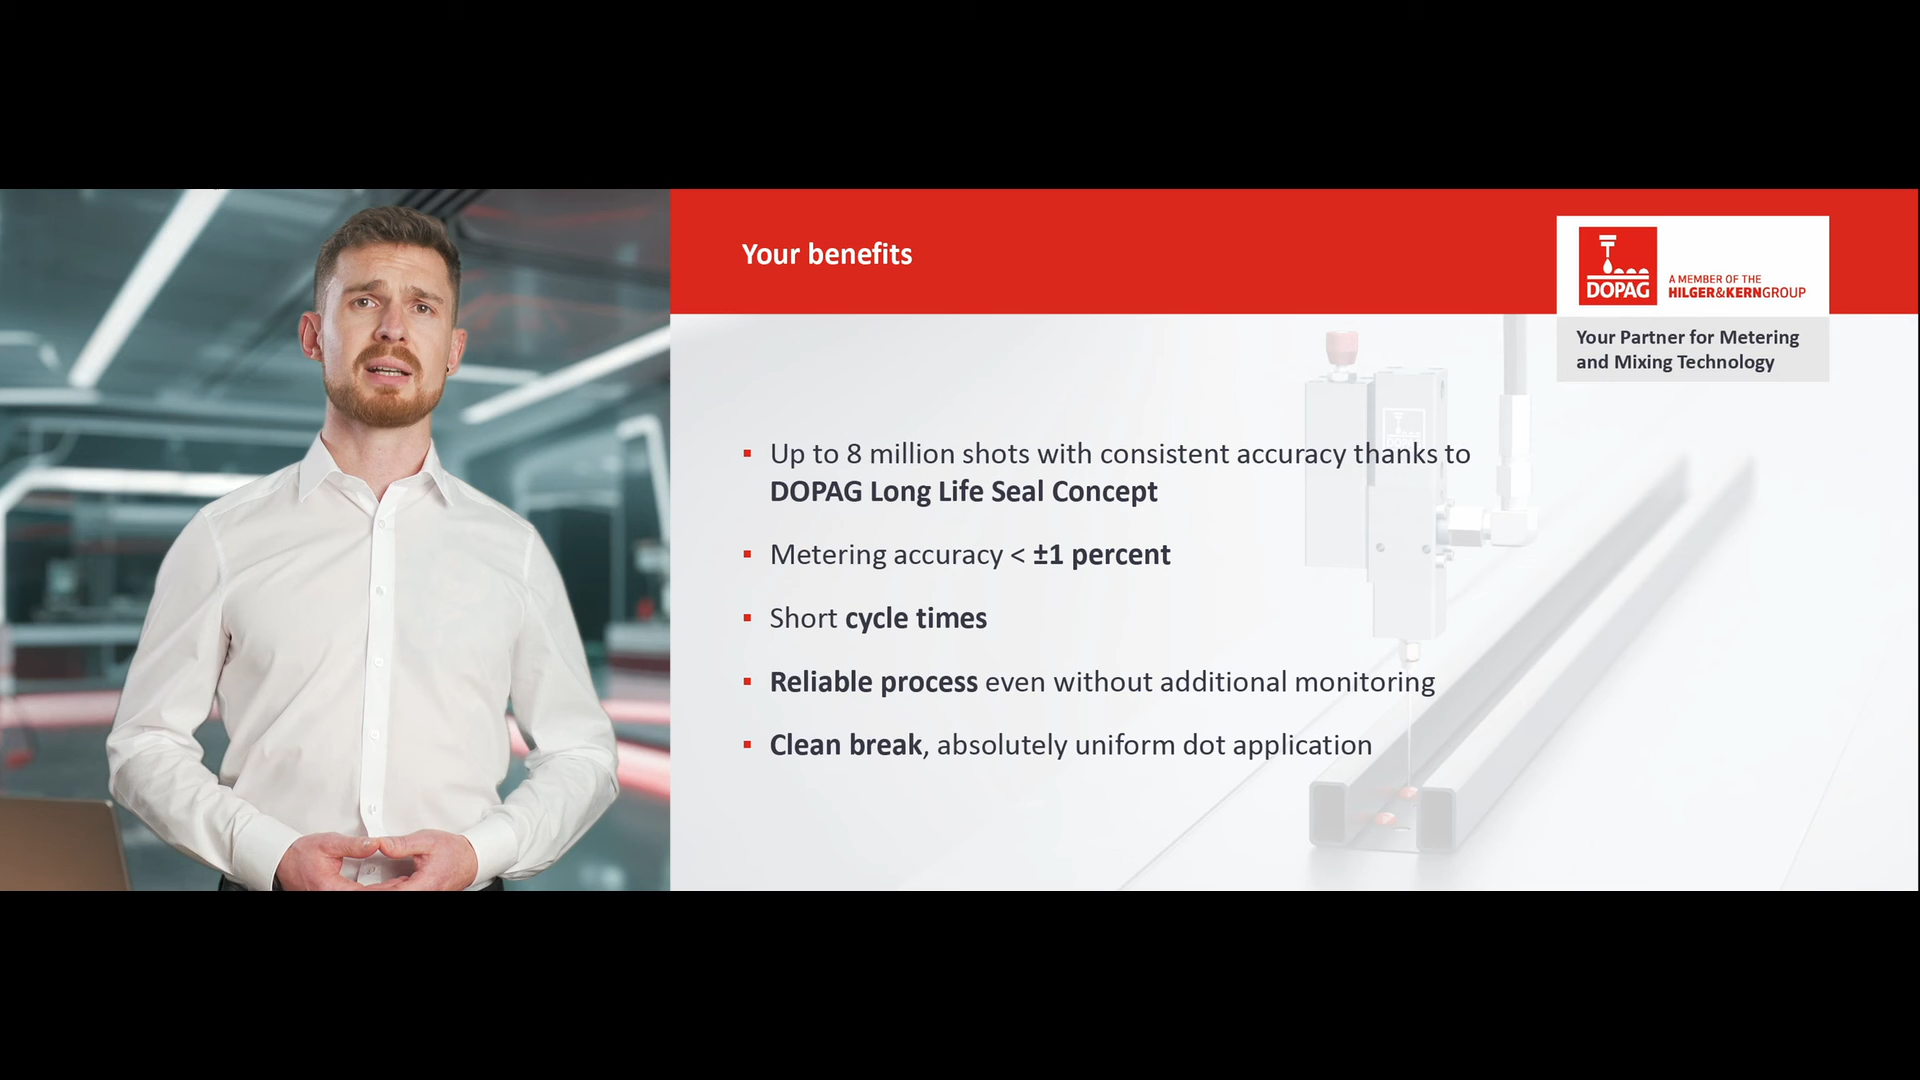 Your benefits
DOPAG
A MEMBER OF THE
HILGER&KERNGROUP
Your Partner for Metering
and Mixing Technology
▪ Up to 8 million shots with consistent accuracy thanks to
DOPAG Long Life Seal Concept
▪ Metering accuracy < ±1 percent
▪ Short cycle times
▪ Reliable process even without additional monitoring
▪ Clean break, absolutely uniform dot application